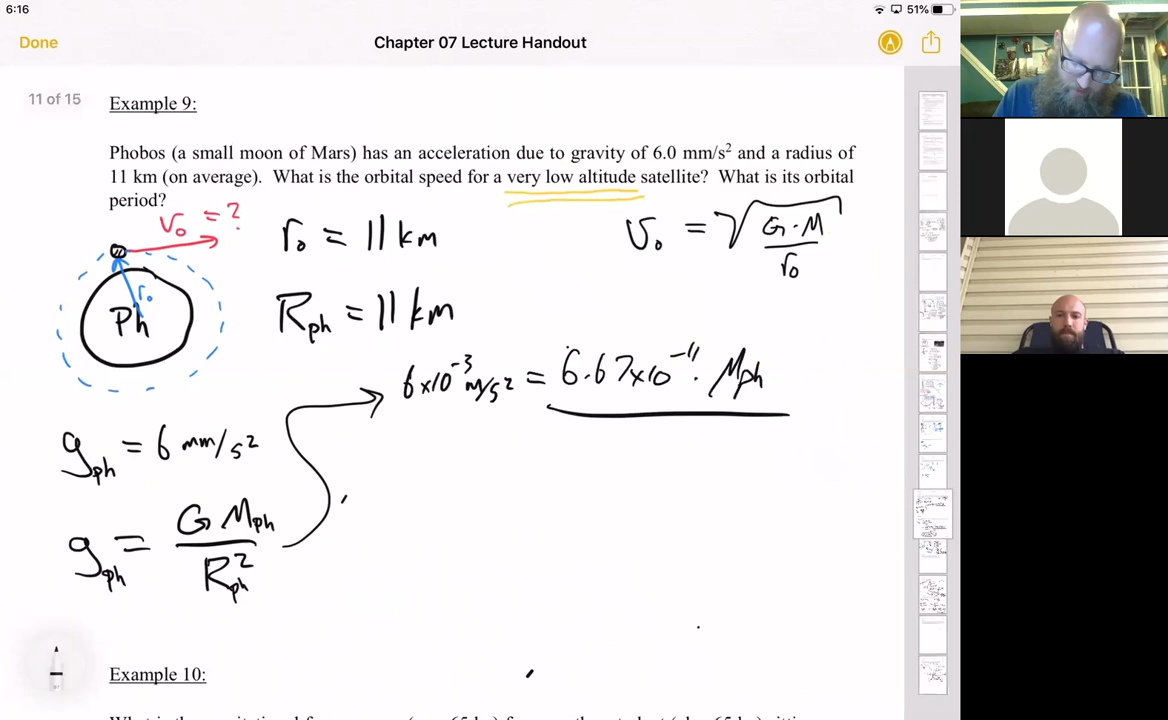 6:16
51%
Done
Chapter 07 Lecture Handout
11 of 15
Example 9:
Phobos (a small moon of Mars) has an acceleration due to gravity of 6.0 mm/s² and a radius of
11 km (on average). What is the orbital speed for a very low altitude satellite? What is its orbital
period?
v₀ = ?
r₀ = 11 km
v₀ = √(G·M / r₀)
r₀
Ph
R_ph = 11 km
6x10⁻³ m/s² = 6.67x10⁻¹¹ · M_ph
g_ph = 6 mm/s²
g_ph = G M_ph / R_ph²
Example 10: